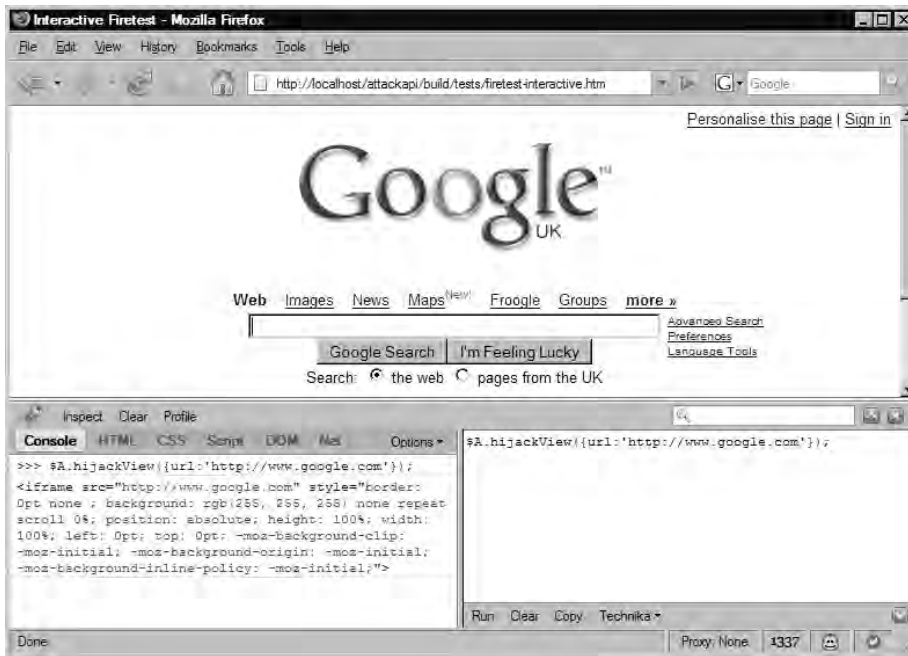 Interactive Firetest - Mozilla Firefox
File Edit View History Bookmarks Tools Help
http://localhost/attackapi/build/tests/firetest-interactive.htm
G Google
Personalise this page | Sign in
Google™
UK
Web Images News Maps New! Froogle Groups more »
Advanced Search
Preferences
Language Tools
Google Search I'm Feeling Lucky
Search: the web pages from the UK
Inspect Clear Profile
Console HTML CSS Script DOM Net Options
>>> $A.hijackView({url:'http://www.google.com'});
<iframe src="http://www.google.com" style="border:
0pt none ; background: rgb(255, 255, 255) none repeat
scroll 0%; position: absolute; height: 100%; width:
100%; left: 0pt; top: 0pt; -moz-background-clip:
-moz-initial; -moz-background-origin: -moz-initial;
-moz-background-inline-policy: -moz-initial;">
$A.hijackView({url:'http://www.google.com'});
Run Clear Copy Technika
Done
Proxy: None 1337